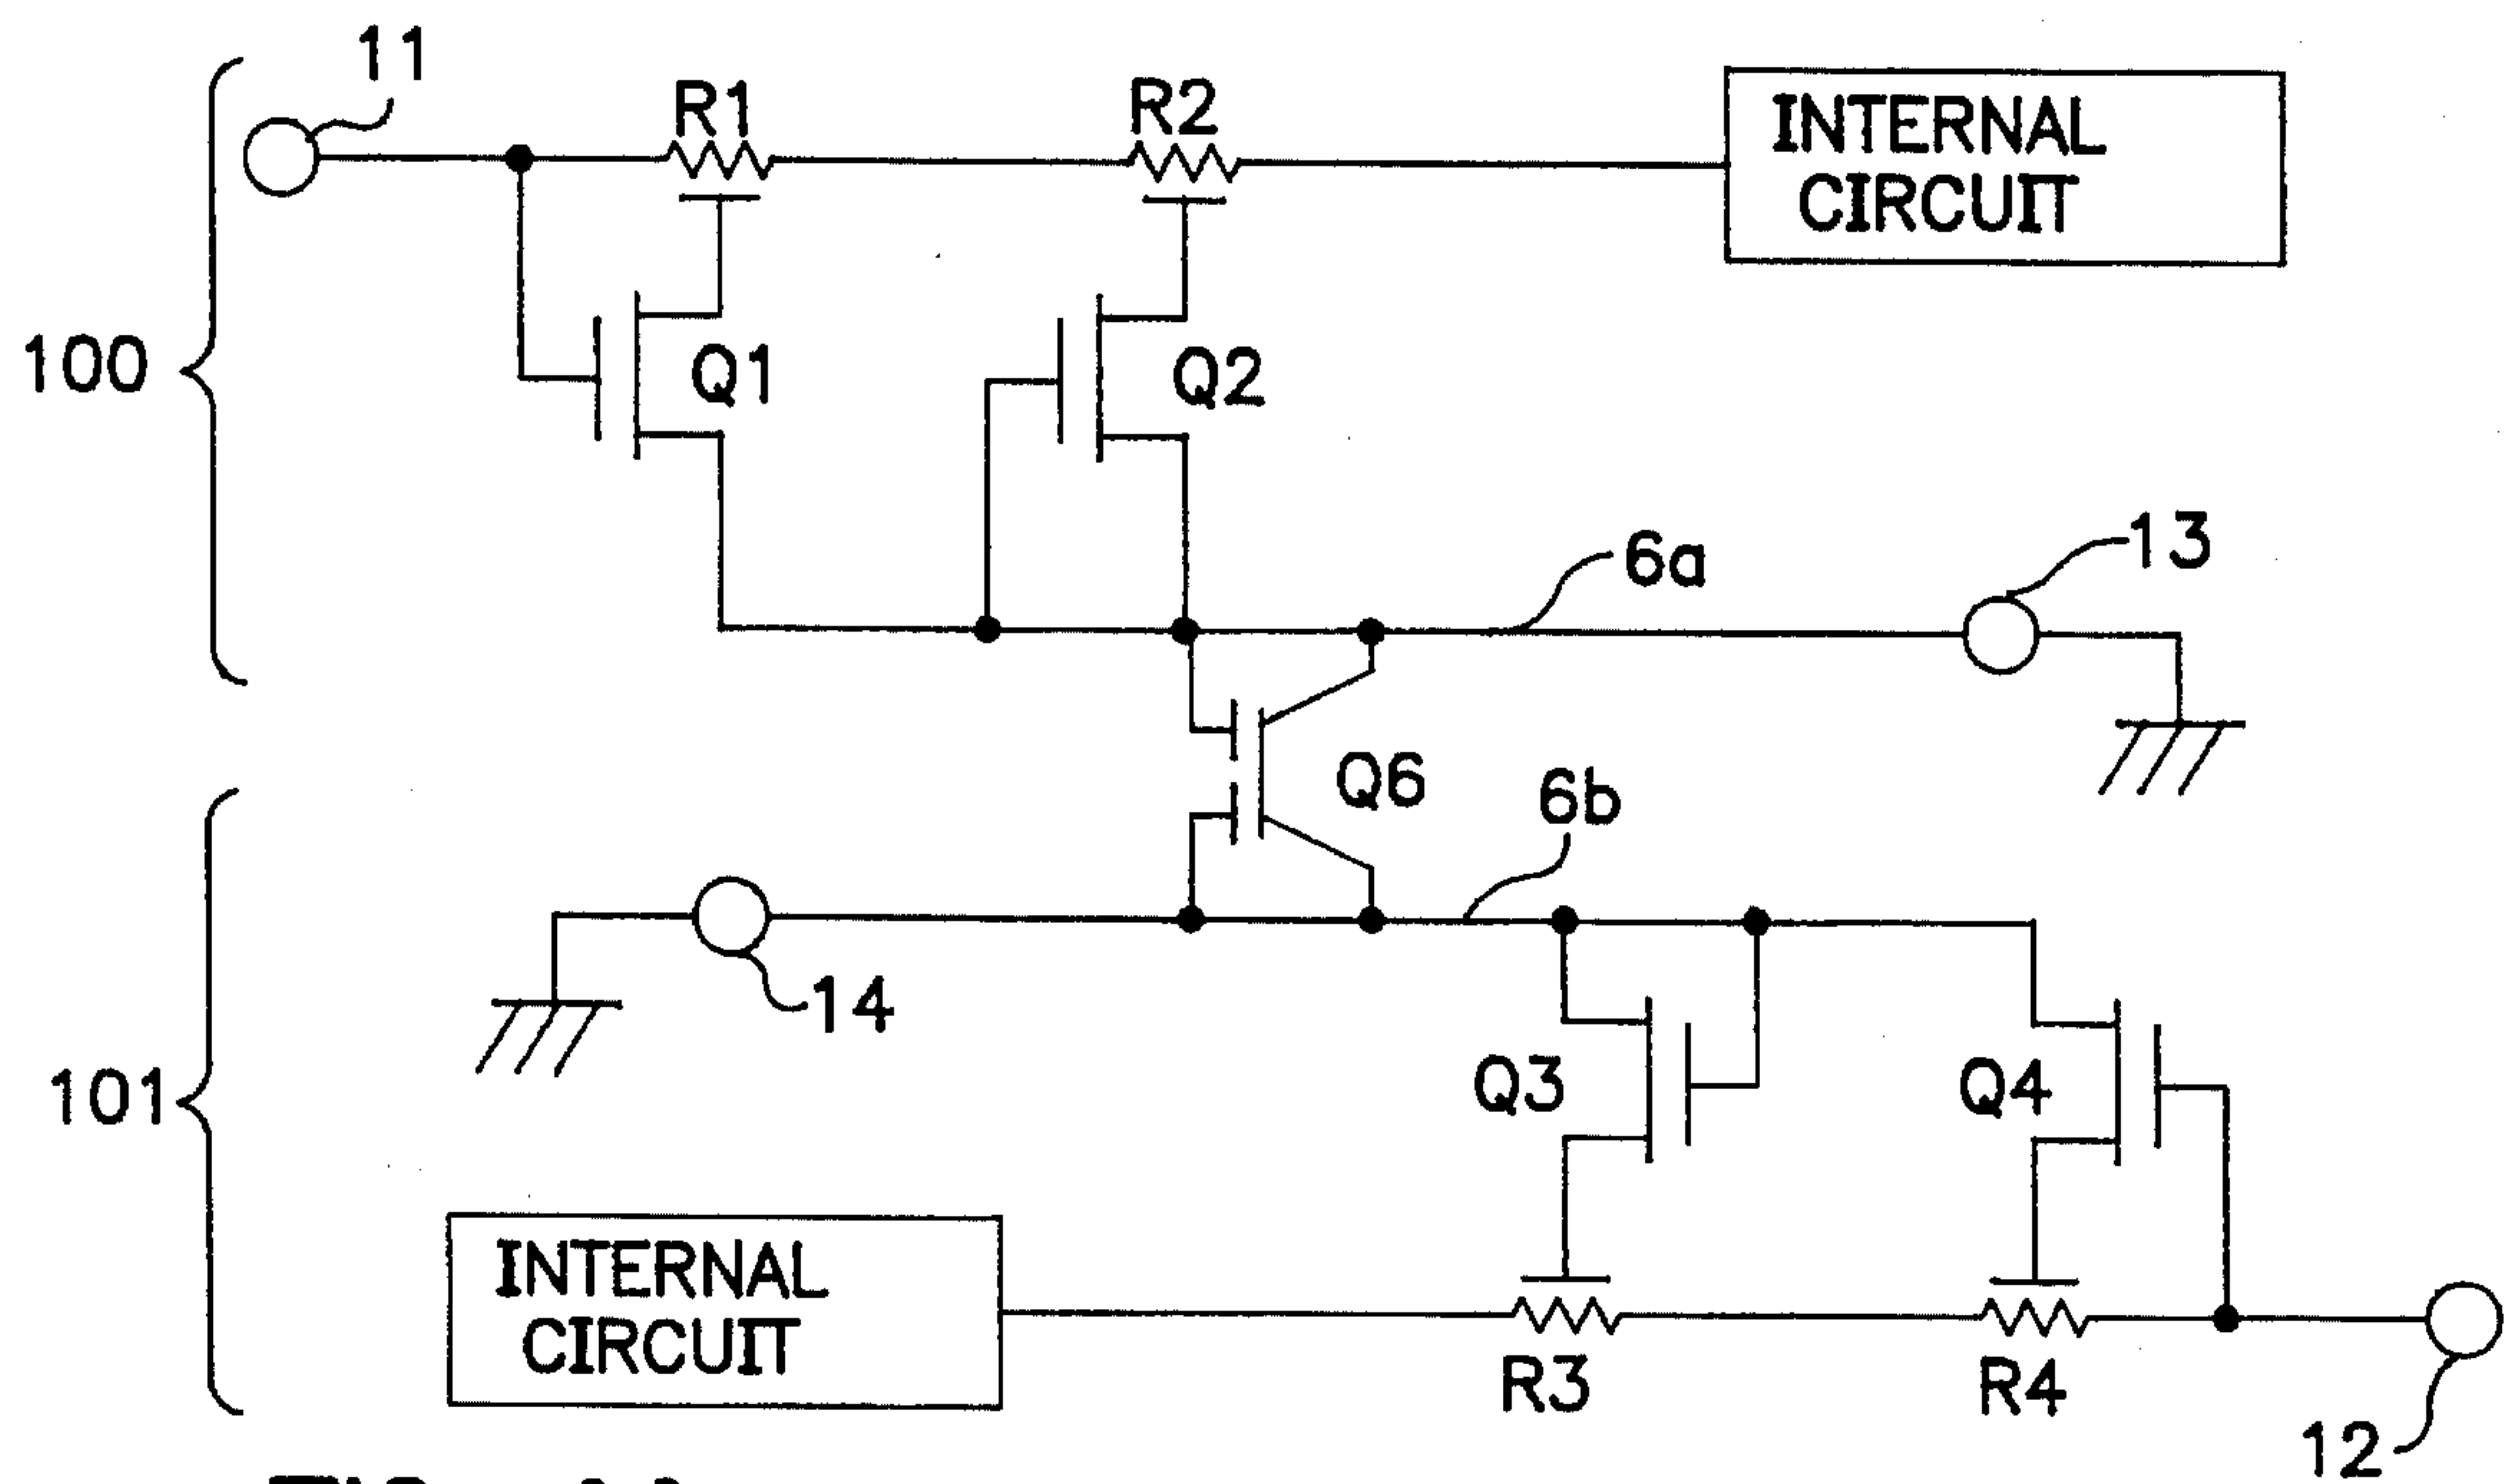 11
R1
R2
INTERNAL
CIRCUIT
100
Q1
Q2
6a
13
Q6
6b
14
101
Q3
Q4
INTERNAL
CIRCUIT
R3
R4
12